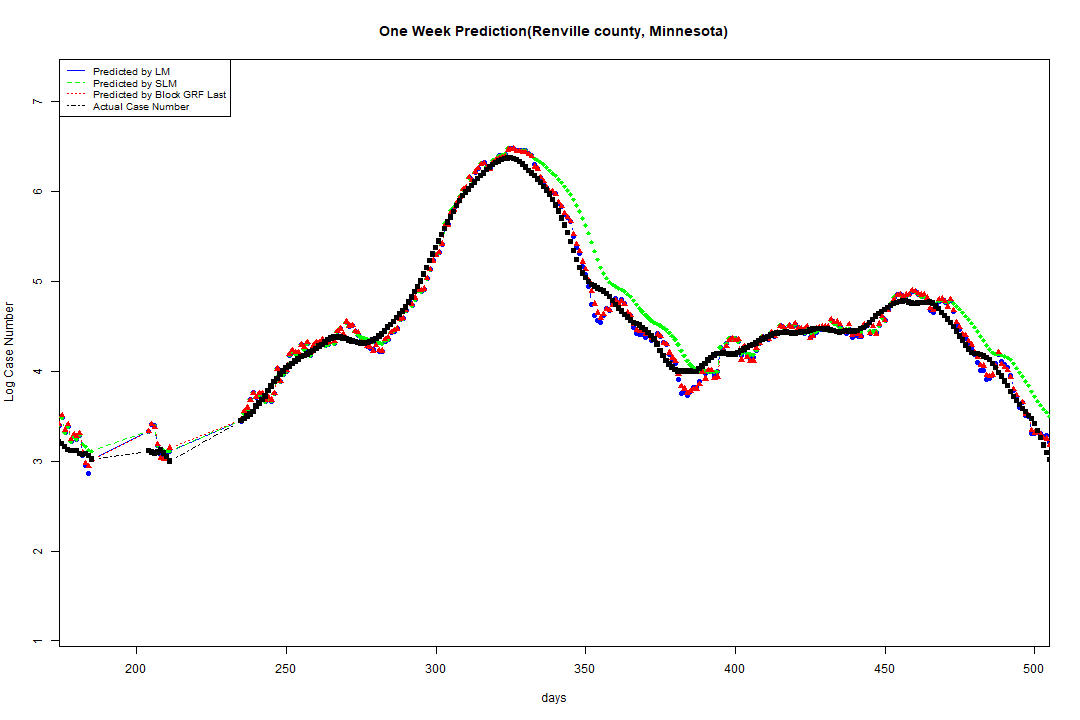 One Week Prediction(Renville county, Minnesota)
Predicted by LM
Predicted by SLM
Predicted by Block GRF Last
Actual Case Number
7
6
5
4
3
2
1
Log Case Number
200 250 300 350 400 450 500
days